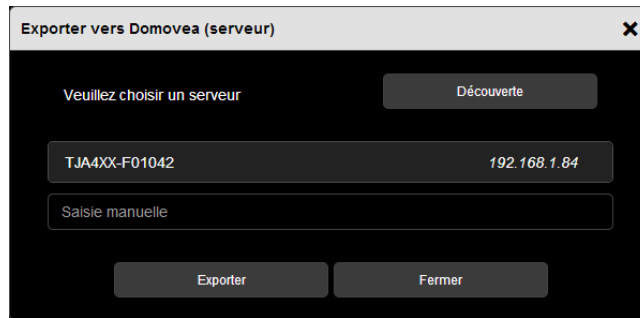 Exporter vers Domovea (serveur)
Veuillez choisir un serveur
Découverte
TJA4XX-F01042
192.168.1.84
Saisie manuelle
Exporter
Fermer